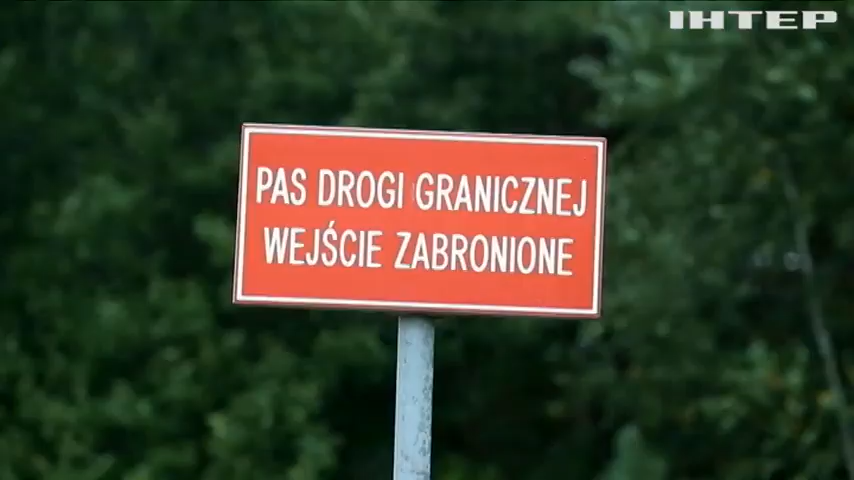 ІНТЕР
PAS DROGI GRANICZNEJ
WEJŚCIE ZABRONIONE